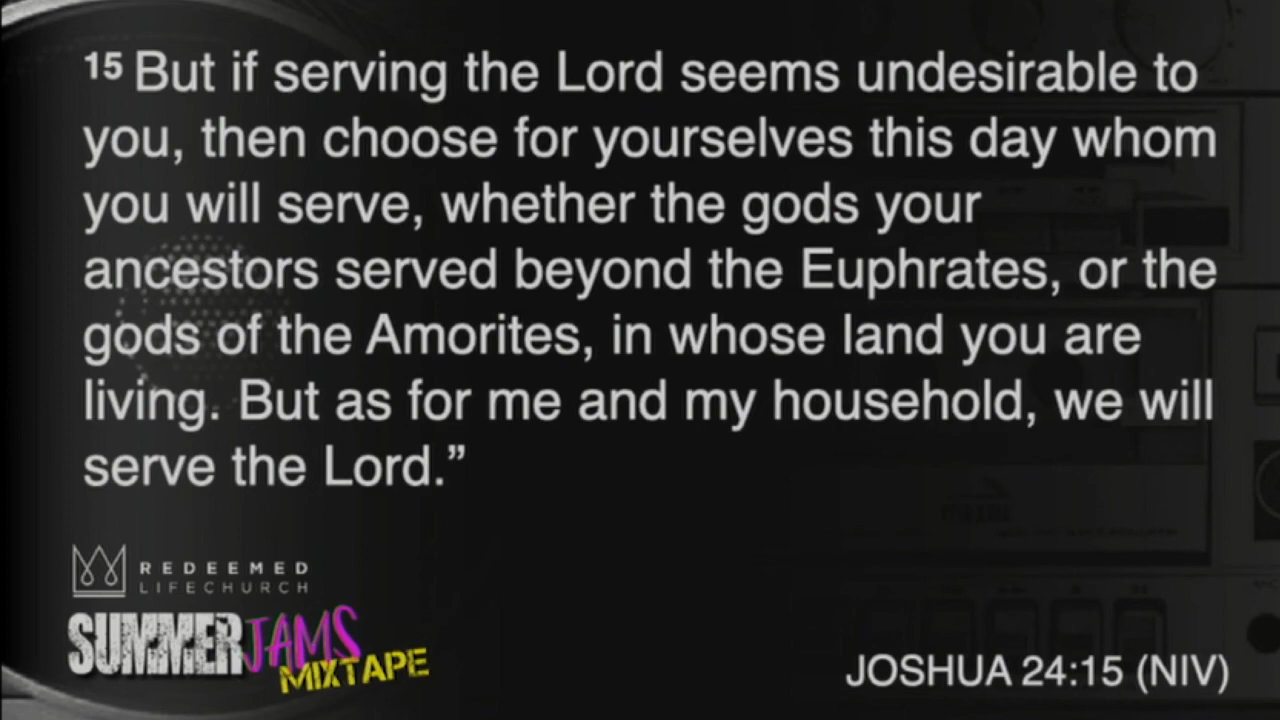 15 But if serving the Lord seems undesirable to
you, then choose for yourselves this day whom
you will serve, whether the gods your
ancestors served beyond the Euphrates, or the
gods of the Amorites, in whose land you are
living. But as for me and my household, we will
serve the Lord.”
REDEEMED
LIFECHURCH
SUMMER JAMS
MIXTAPE
JOSHUA 24:15 (NIV)